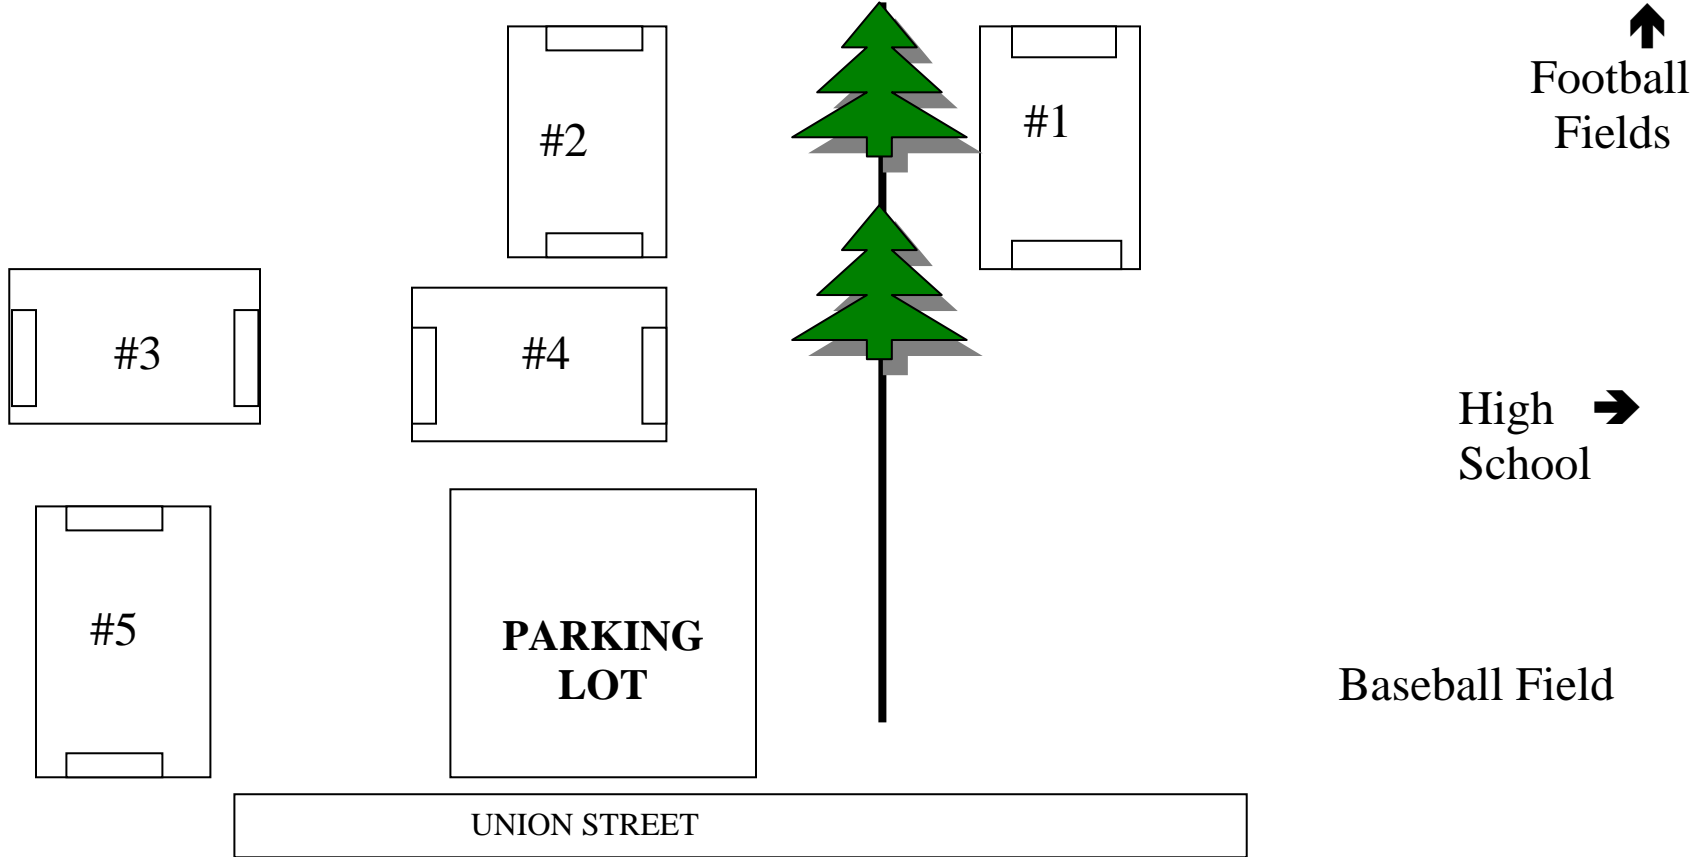 Football
Fields
#1
#2
#3
#4
High
School
#5
PARKING
LOT
Baseball Field
UNION STREET